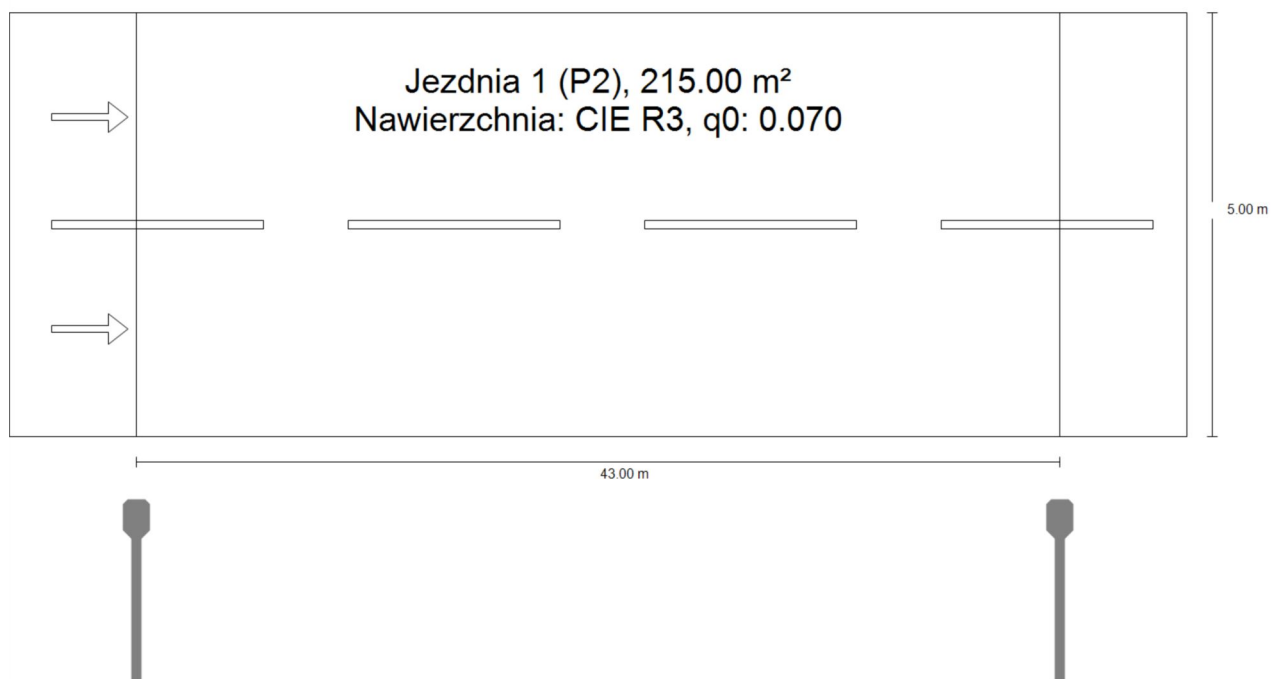 Jezdnia 1 (P2), 215.00 m²
Nawierzchnia: CIE R3, q0: 0.070
5.00 m
43.00 m